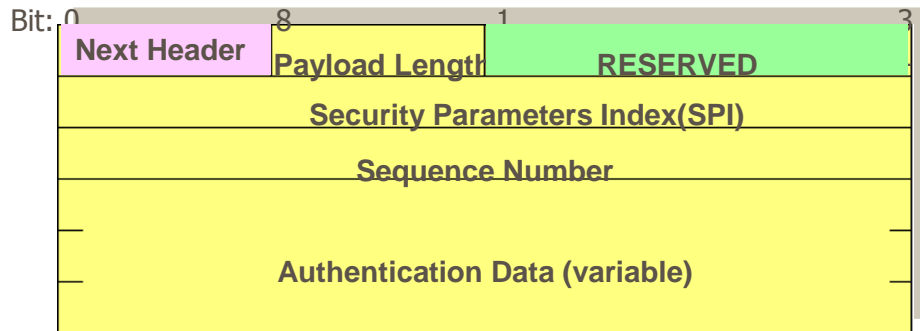 Bit: 0 8 1 3
Next Header
Payload Length RESERVED
Security Parameters Index(SPI)
Sequence Number
Authentication Data (variable)